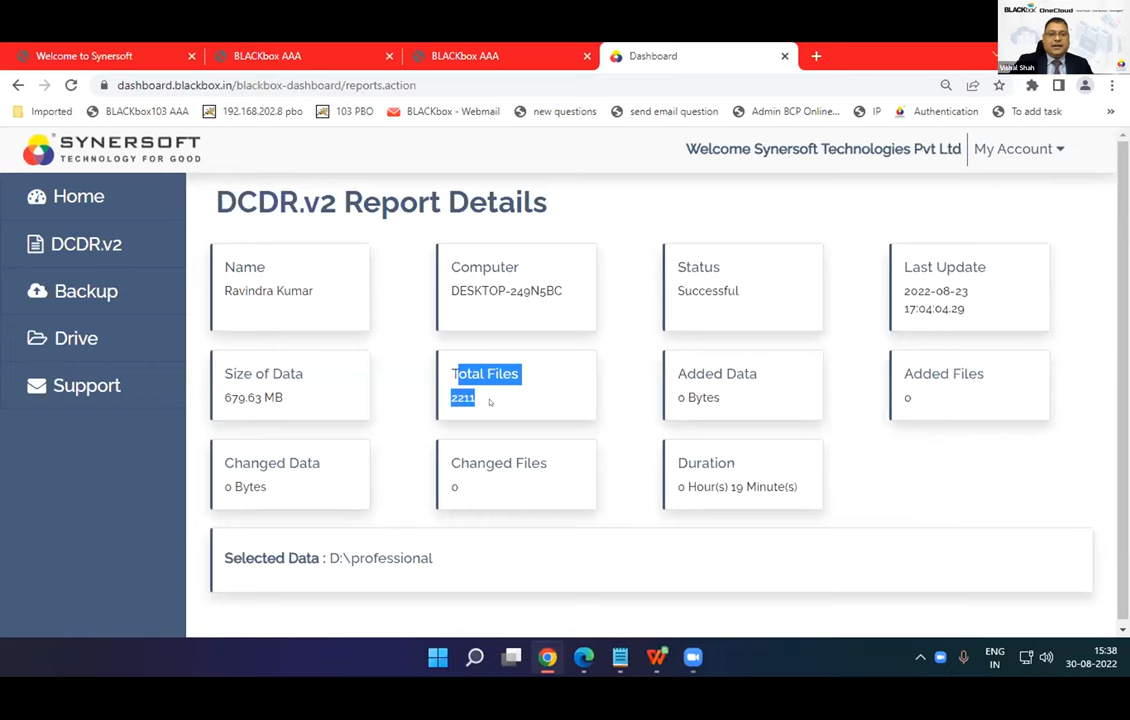 BLACKbox OneCloud
Vishal Shah
Welcome to Synersoft
BLACKbox AAA
BLACKbox AAA
Dashboard
dashboard.blackbox.in/blackbox-dashboard/reports.action
Imported
BLACKbox103 AAA
192.168.202.8 pbo
103 PBO
BLACKbox - Webmail
new questions
send email question
Admin BCP Online...
IP
Authentication
To add task
SYNERSOFT
TECHNOLOGY FOR GOOD
Welcome Synersoft Technologies Pvt Ltd
My Account
Home
DCDR.v2
Backup
Drive
Support
DCDR.v2 Report Details
Name
Ravindra Kumar
Computer
DESKTOP-249N5BC
Status
Successful
Last Update
2022-08-23
17:04:04.29
Size of Data
679.63 MB
Total Files
2211
Added Data
0 Bytes
Added Files
0
Changed Data
0 Bytes
Changed Files
0
Duration
0 Hour(s) 19 Minute(s)
Selected Data : D:\professional
ENG
IN
15:38
30-08-2022